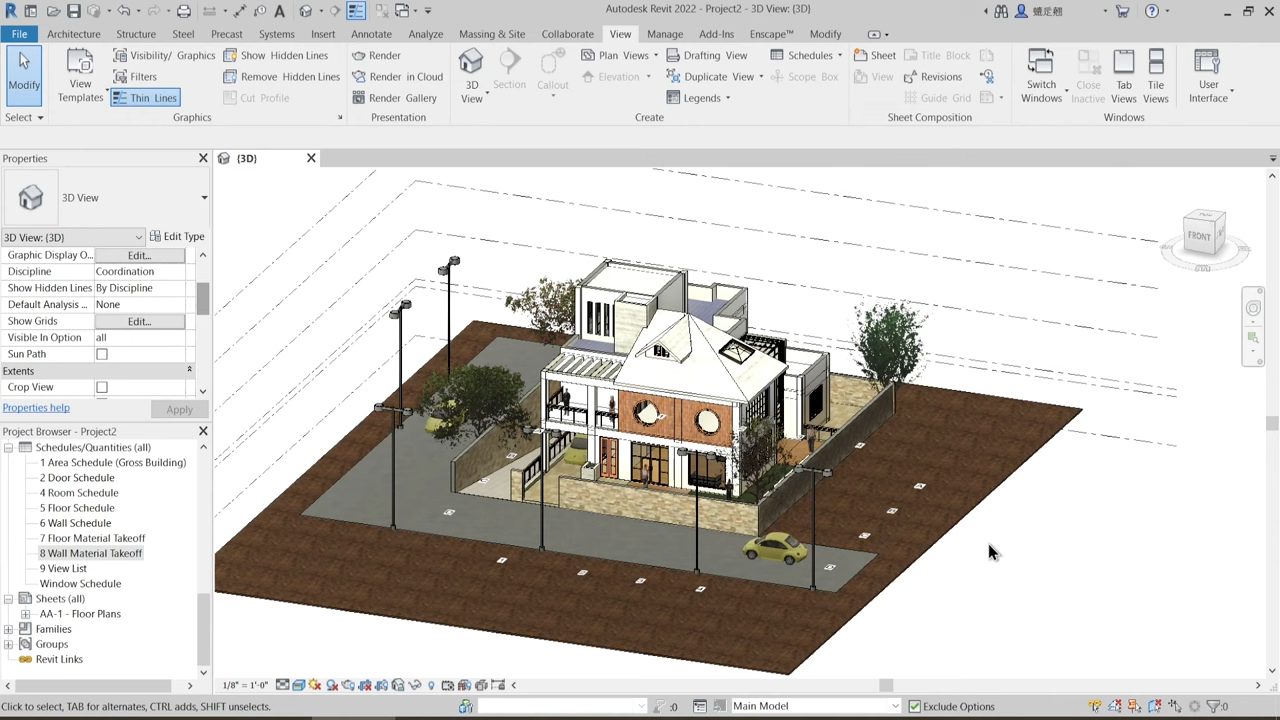 Autodesk Revit 2022 - Project2 - 3D View: {3D}
File Architecture Structure Steel Precast Systems Insert Annotate Analyze Massing & Site Collaborate View Manage Add-Ins Enscape™ Modify
Modify
View Templates
Visibility/ Graphics
Filters
Thin Lines
Show Hidden Lines
Remove Hidden Lines
Cut Profile
Render
Render in Cloud
Render Gallery
3D View
Section
Callout
Plan Views
Elevation
Drafting View
Duplicate View
Legends
Schedules
Scope Box
Sheet
View
Title Block
Revisions
Guide Grid
Switch Windows
Close Inactive
Tab Views
Tile Views
User Interface
Select Graphics Presentation Create Sheet Composition Windows
Properties
{3D}
3D View
3D View: {3D} Edit Type
Graphic Display O... Edit...
Discipline Coordination
Show Hidden Lines By Discipline
Default Analysis ... None
Show Grids Edit...
Visible In Option all
Sun Path
Extents
Crop View
Properties help Apply
FRONT
Project Browser - Project2
Schedules/Quantities (all)
1 Area Schedule (Gross Building)
2 Door Schedule
4 Room Schedule
5 Floor Schedule
6 Wall Schedule
7 Floor Material Takeoff
8 Wall Material Takeoff
9 View List
Window Schedule
Sheets (all)
AA-1 - Floor Plans
Families
Groups
Revit Links
1/8" = 1'-0"
Click to select, TAB for alternates, CTRL adds, SHIFT unselects.
:0
Main Model
Exclude Options
:0